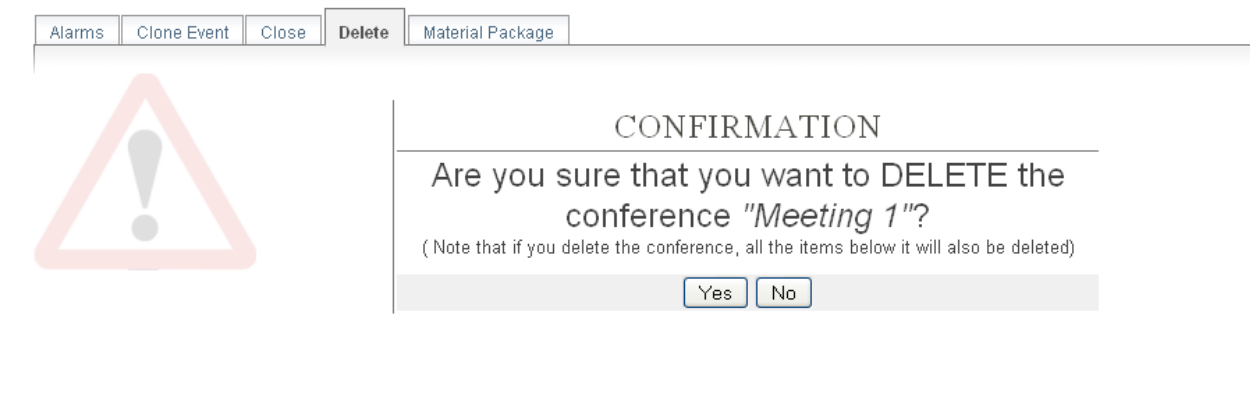 Alarms Clone Event Close Delete Material Package
CONFIRMATION
Are you sure that you want to DELETE the
conference "Meeting 1"?
( Note that if you delete the conference, all the items below it will also be deleted)
Yes No